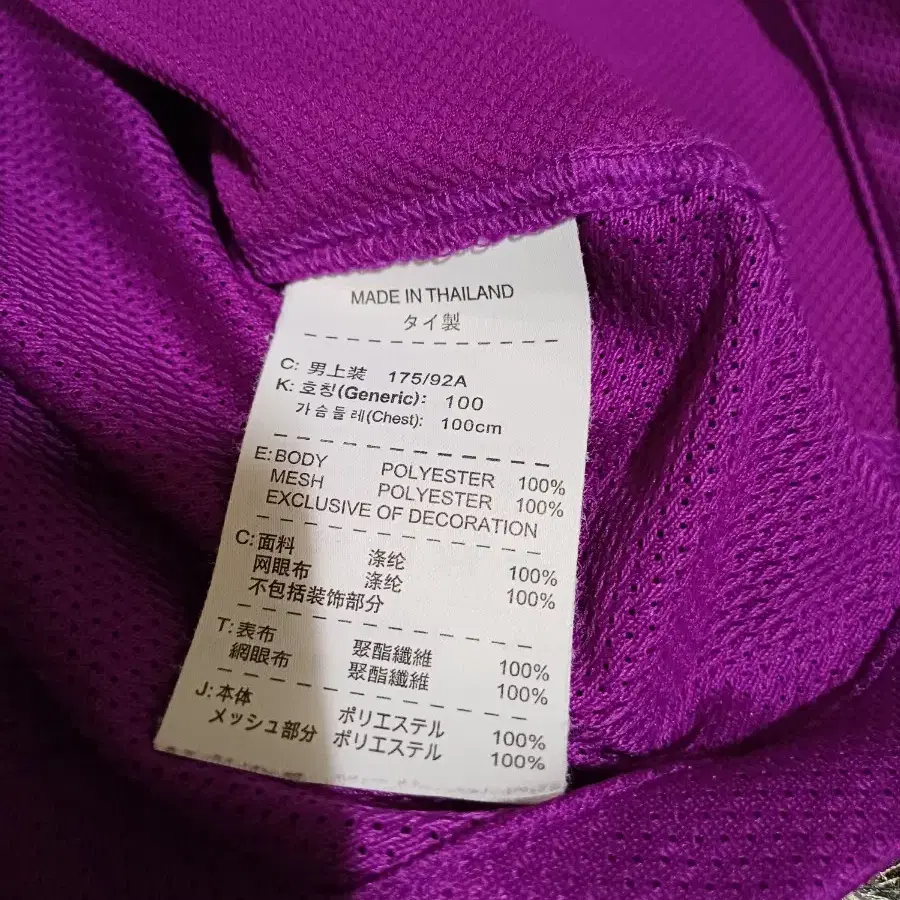 MADE IN THAILAND
タイ製
C: 男上装 175/92A
K: 호칭(Generic): 100
가슴둘레(Chest): 100cm
E: BODY POLYESTER 100%
MESH POLYESTER 100%
EXCLUSIVE OF DECORATION
C: 面料 涤纶 100%
网眼布 涤纶 100%
不包括装饰部分
T: 表布 聚酯纖維 100%
網眼布 聚酯纖維 100%
J: 本体 ポリエステル 100%
メッシュ部分 ポリエステル 100%